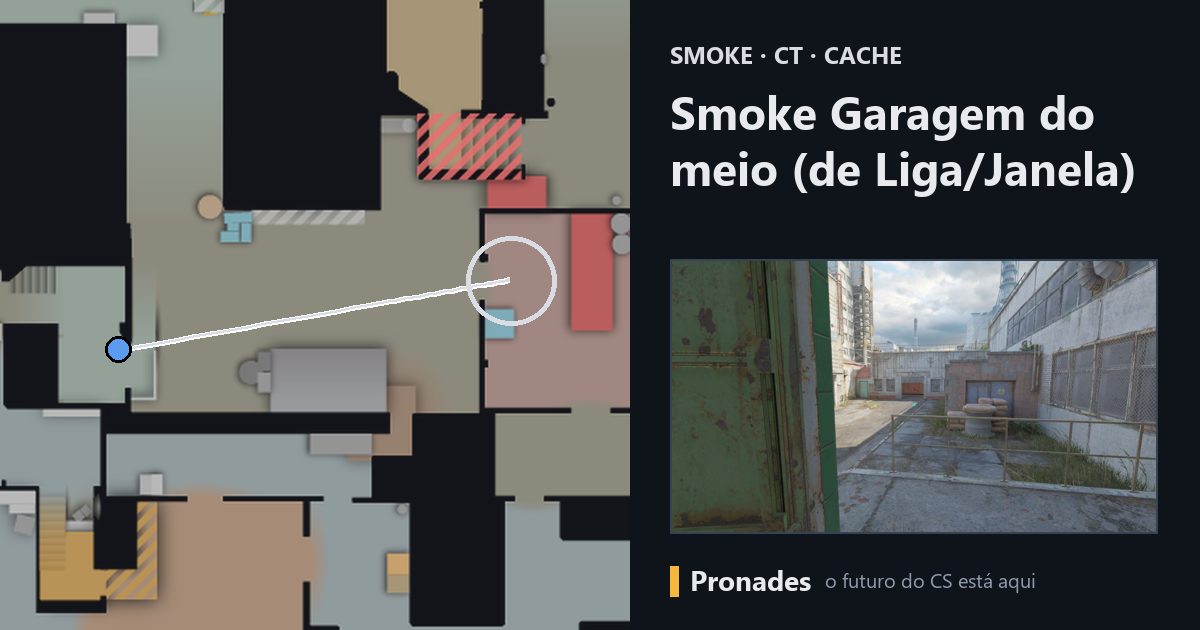 SMOKE · CT · CACHE
Smoke Garagem do
meio (de Liga/Janela)
Pronades o futuro do CS está aqui